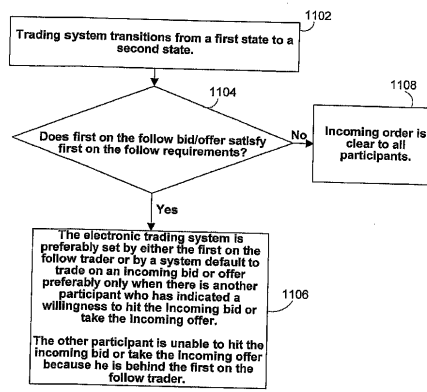 1102
Trading system transitions from a first state to a
second state.
1104
Does first on the follow bid/offer satisfy
first on the follow requirements?
No
1108
Incoming order is
clear to all
participants.
Yes
The electronic trading system is
preferably set by either the first on the
follow trader or by a system default to
trade on an incoming bid or offer
preferably only when there is another
participant who has indicated a
willingness to hit the incoming bid or
take the incoming offer.
The other participant is unable to hit the
incoming bid or take the incoming offer
because he is behind the first on the
follow trader.
1106